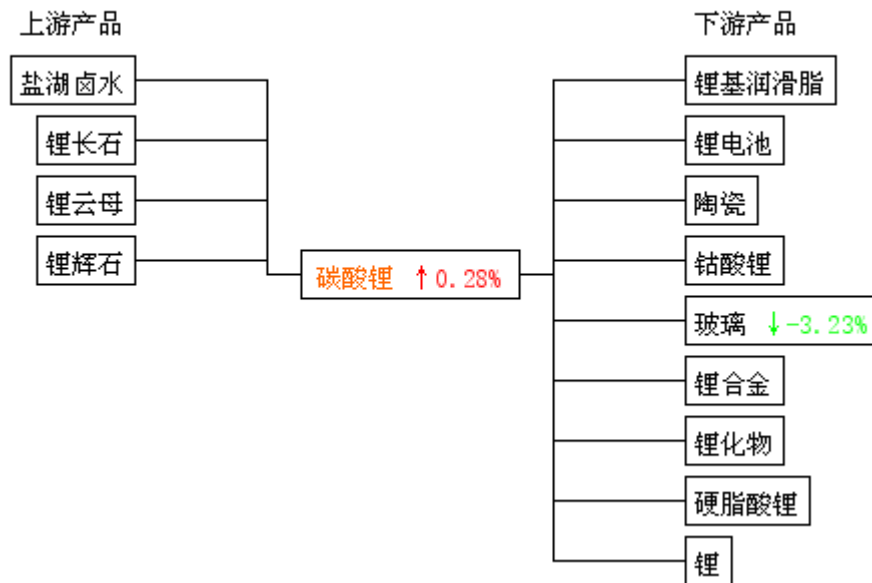 上游产品
下游产品
盐湖卤水
锂长石
锂云母
锂辉石
碳酸锂 ↑0.28%
锂基润滑脂
锂电池
陶瓷
钴酸锂
玻璃 ↓-3.23%
锂合金
锂化物
硬脂酸锂
锂